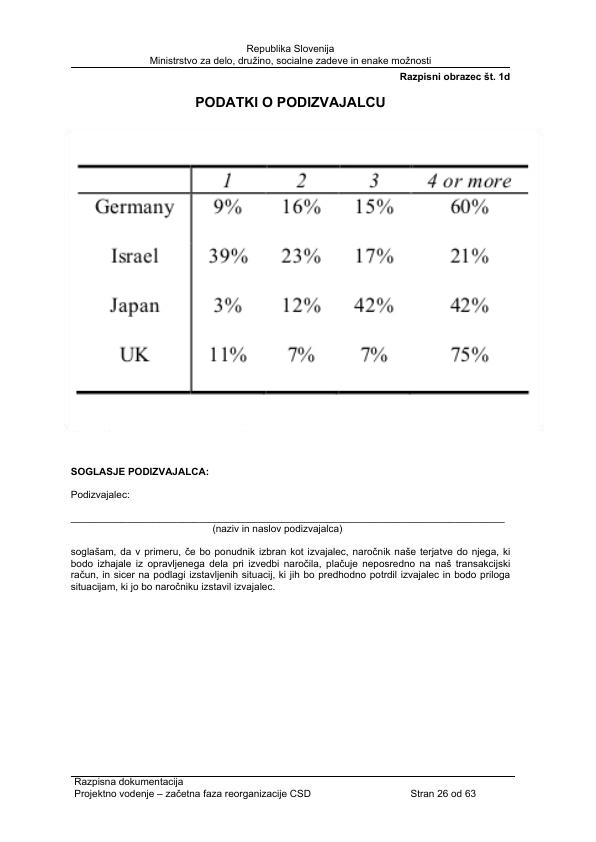 Republika Slovenija
Ministrstvo za delo, družino, socialne zadeve in enake možnosti
Razpisni obrazec št. 1d
PODATKI O PODIZVAJALCU
1 2 3 4 or more
Germany 9% 16% 15% 60%
Israel 39% 23% 17% 21%
Japan 3% 12% 42% 42%
UK 11% 7% 7% 75%
SOGLASJE PODIZVAJALCA:
Podizvajalec:
(naziv in naslov podizvajalca)
soglašam, da v primeru, če bo ponudnik izbran kot izvajalec, naročnik naše terjatve do njega, ki
bodo izhajale iz opravljenega dela pri izvedbi naročila, plačuje neposredno na naš transakcijski
račun, in sicer na podlagi izstavljenih situacij, ki jih bo predhodno potrdil izvajalec in bodo priloga
situacijam, ki jo bo naročniku izstavil izvajalec.
Razpisna dokumentacija
Projektno vodenje – začetna faza reorganizacije CSD Stran 26 od 63